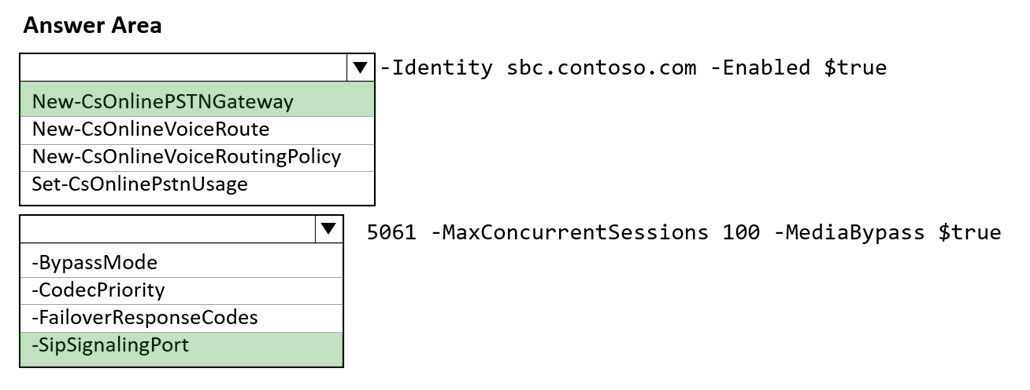 Answer Area
-Identity sbc.contoso.com -Enabled $true
New-CsOnlinePSTNGateway
New-CsOnlineVoiceRoute
New-CsOnlineVoiceRoutingPolicy
Set-CsOnlinePstnUsage
5061 -MaxConcurrentSessions 100 -MediaBypass $true
-BypassMode
-CodecPriority
-FailoverResponseCodes
-SipSignalingPort